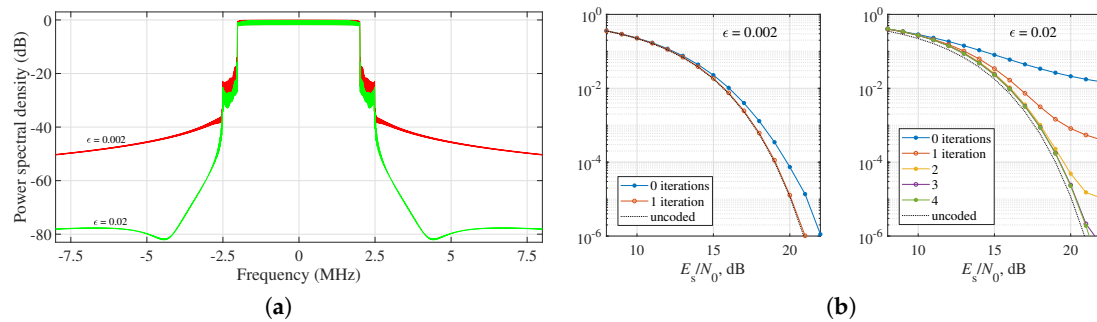 Power spectral density (dB)
0
-20
-40
-60
-80
ϵ = 0.002
ϵ = 0.02
-7.5 -5 -2.5 0 2.5 5 7.5
Frequency (MHz)
(a)
10^0
10^-2
10^-4
10^-6
ϵ = 0.002
0 iterations
1 iteration
uncoded
10 15 20
E_s/N_0, dB
10^0
10^-2
10^-4
10^-6
ϵ = 0.02
0 iterations
1 iteration
2
3
4
uncoded
10 15 20
E_s/N_0, dB
(b)